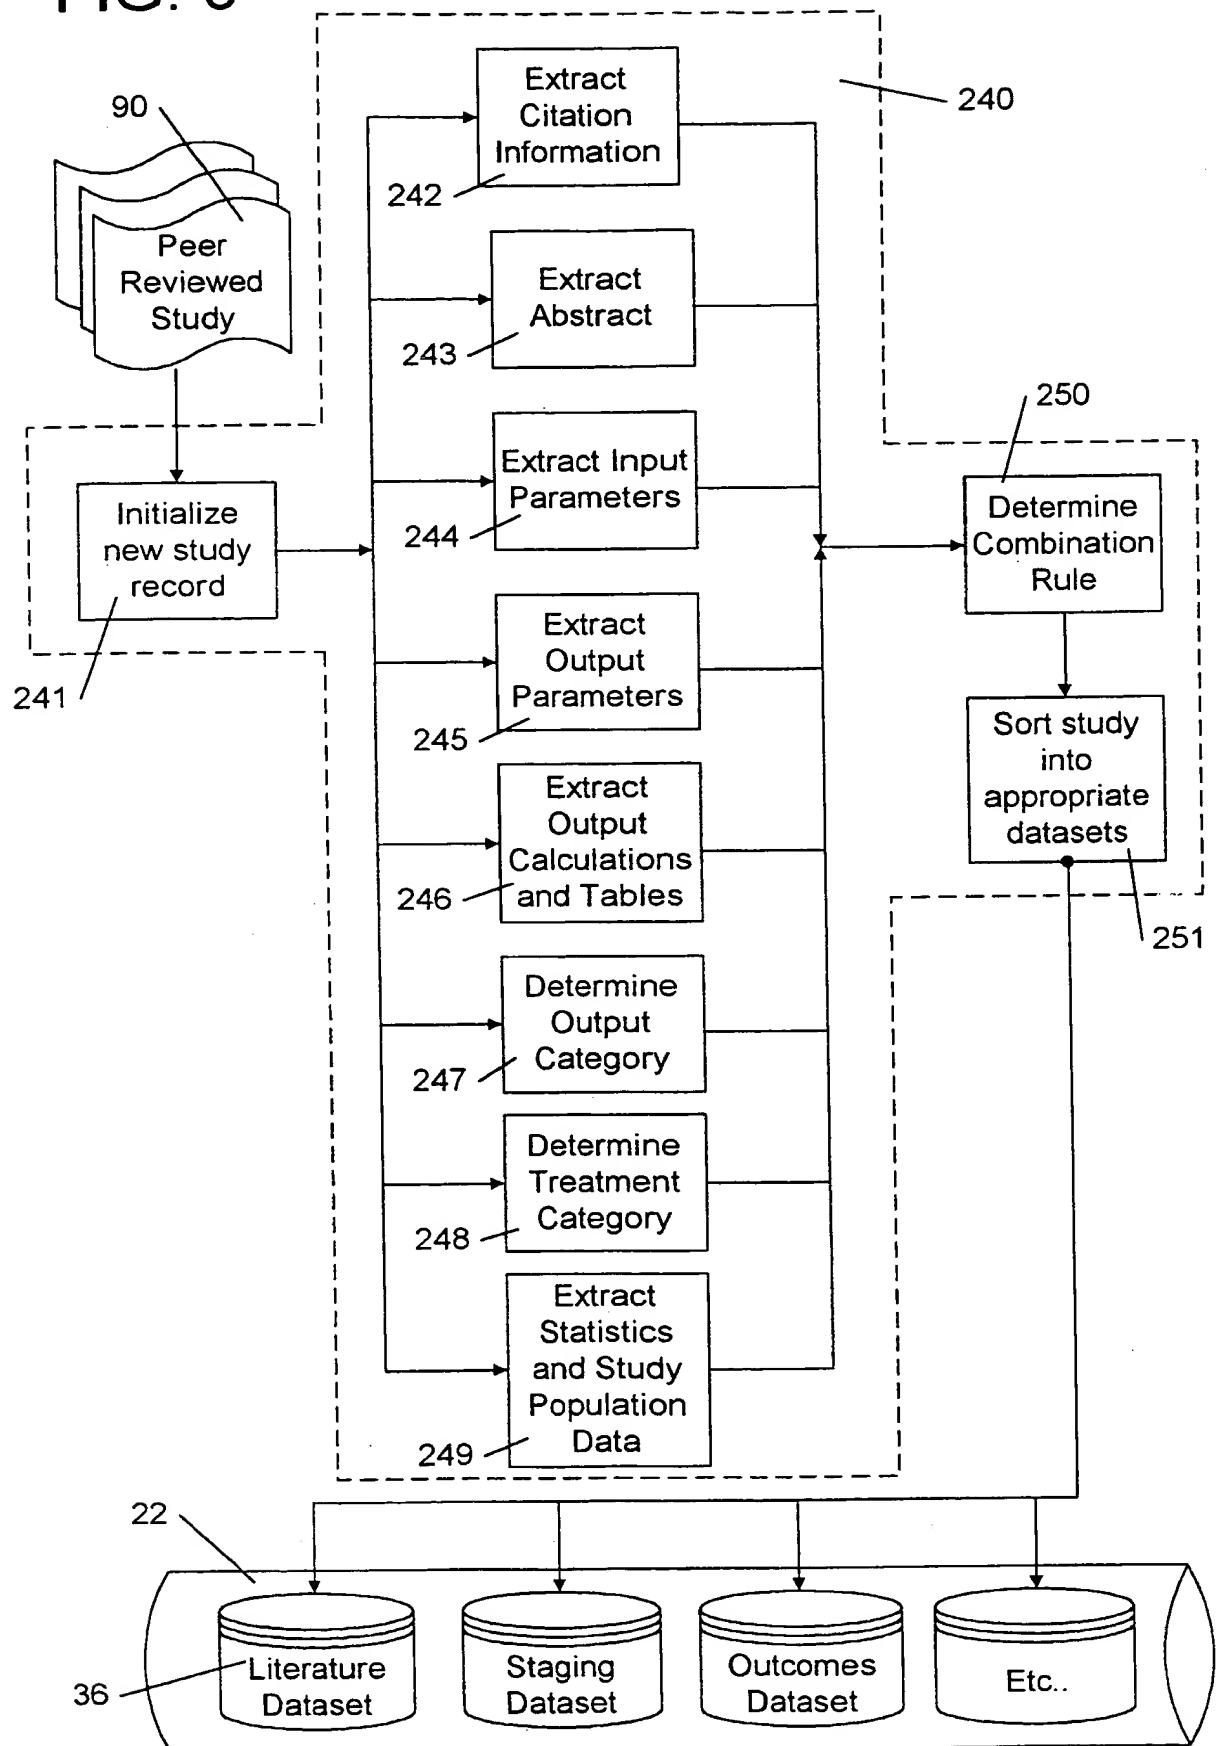 Extract
Citation
Information
240
90
242
Peer
Reviewed
Study
Extract
Abstract
243
250
Extract Input
Parameters
244
Initialize
new study
record
241
Determine
Combination
Rule
Extract
Output
Parameters
245
Sort study
into
appropriate
datasets
251
Extract
Output
Calculations
and Tables
246
Determine
Output
Category
247
Determine
Treatment
Category
248
Extract
Statistics
and Study
Population
Data
249
22
36
Literature
Dataset
Staging
Dataset
Outcomes
Dataset
Etc..